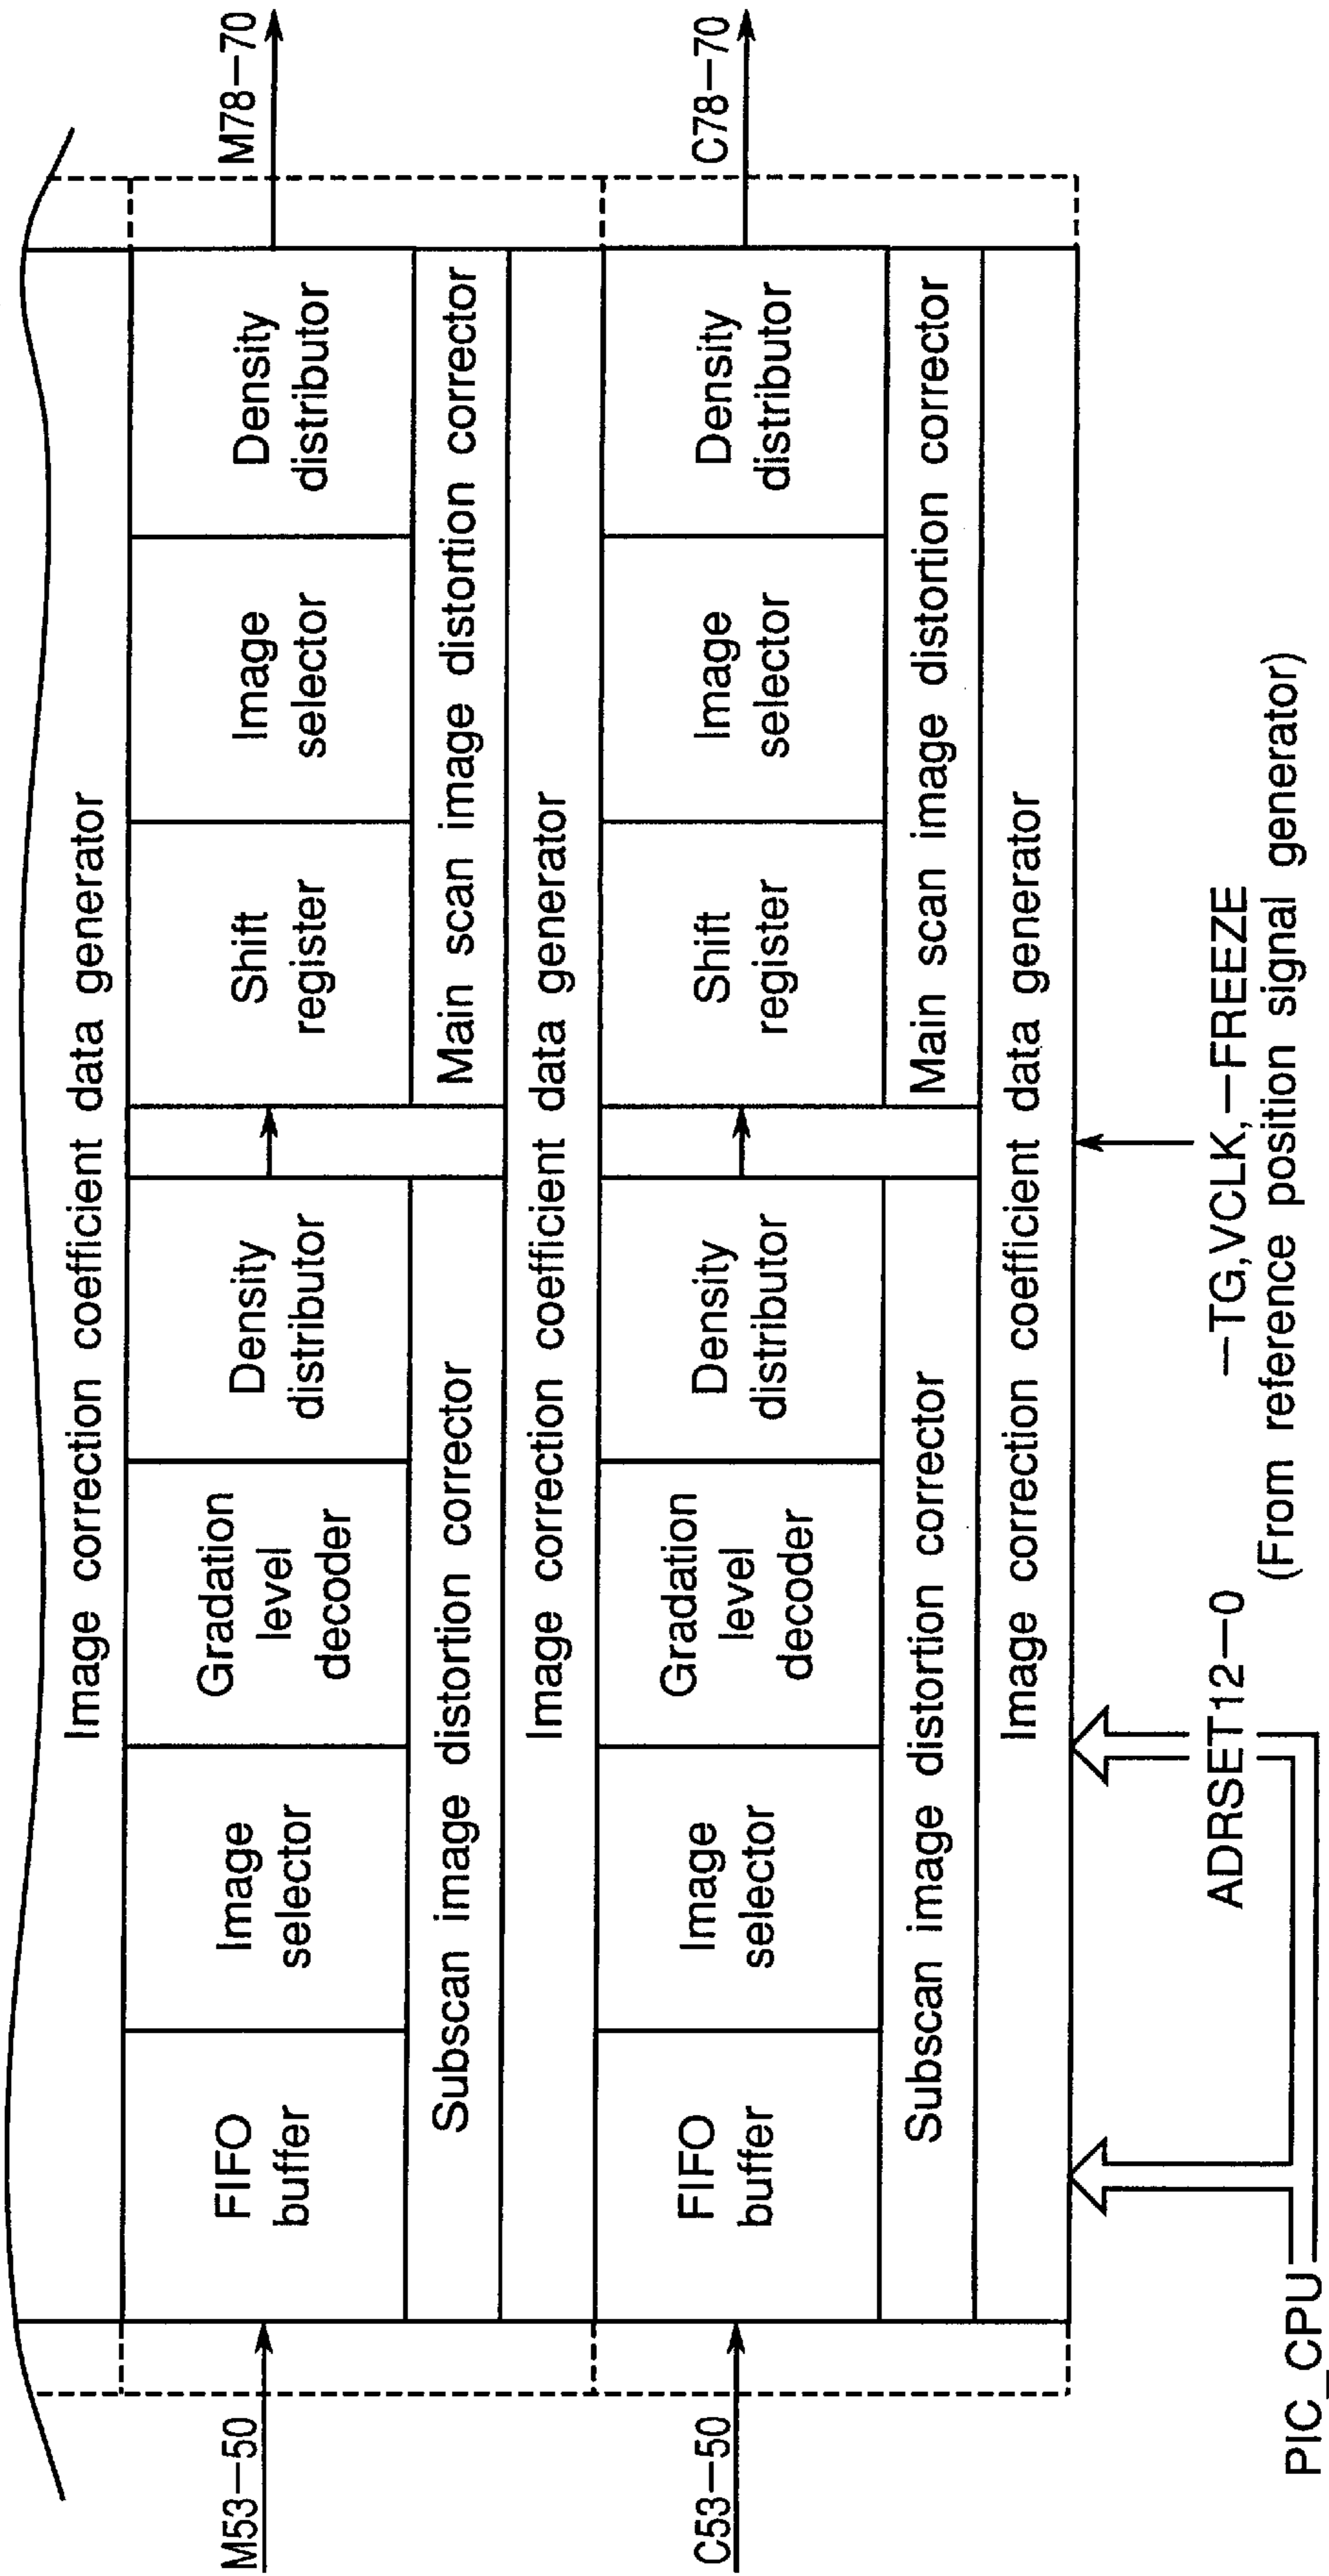 Image correction coefficient data generator
M53—50
FIFO
buffer
Image
selector
Gradation
level
decoder
Density
distributor
Shift
register
Image
selector
Density
distributor
M78—70
Subscan image distortion corrector
Main scan image distortion corrector
Image correction coefficient data generator
C53—50
FIFO
buffer
Image
selector
Gradation
level
decoder
Density
distributor
Shift
register
Image
selector
Density
distributor
C78—70
Subscan image distortion corrector
Main scan image distortion corrector
Image correction coefficient data generator
ADRSET12—0
—TG,VCLK,—FREEZE
(From reference position signal generator)
PIC_CPU